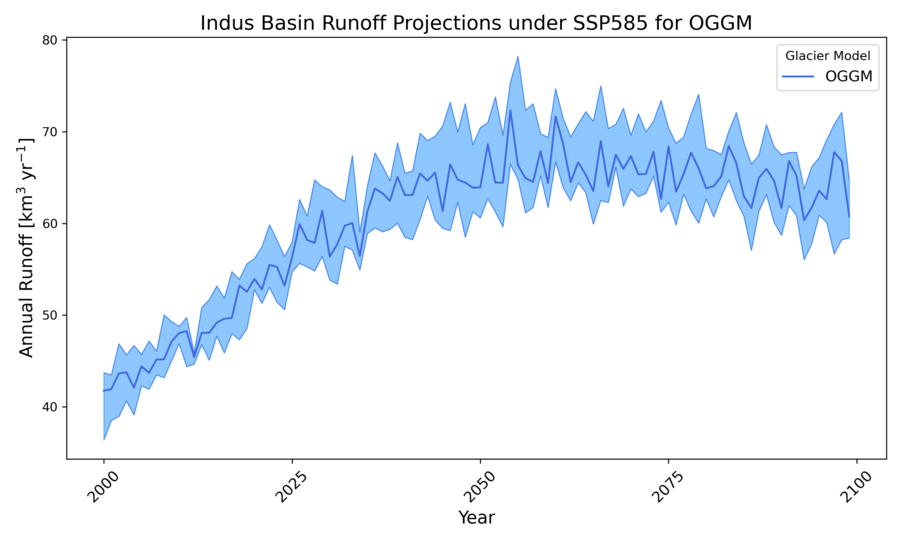 Indus Basin Runoff Projections under SSP585 for OGGM
Glacier Model
OGGM
Annual Runoff [km³ yr⁻¹]
80
70
60
50
40
2000
2025
2050
2075
2100
Year